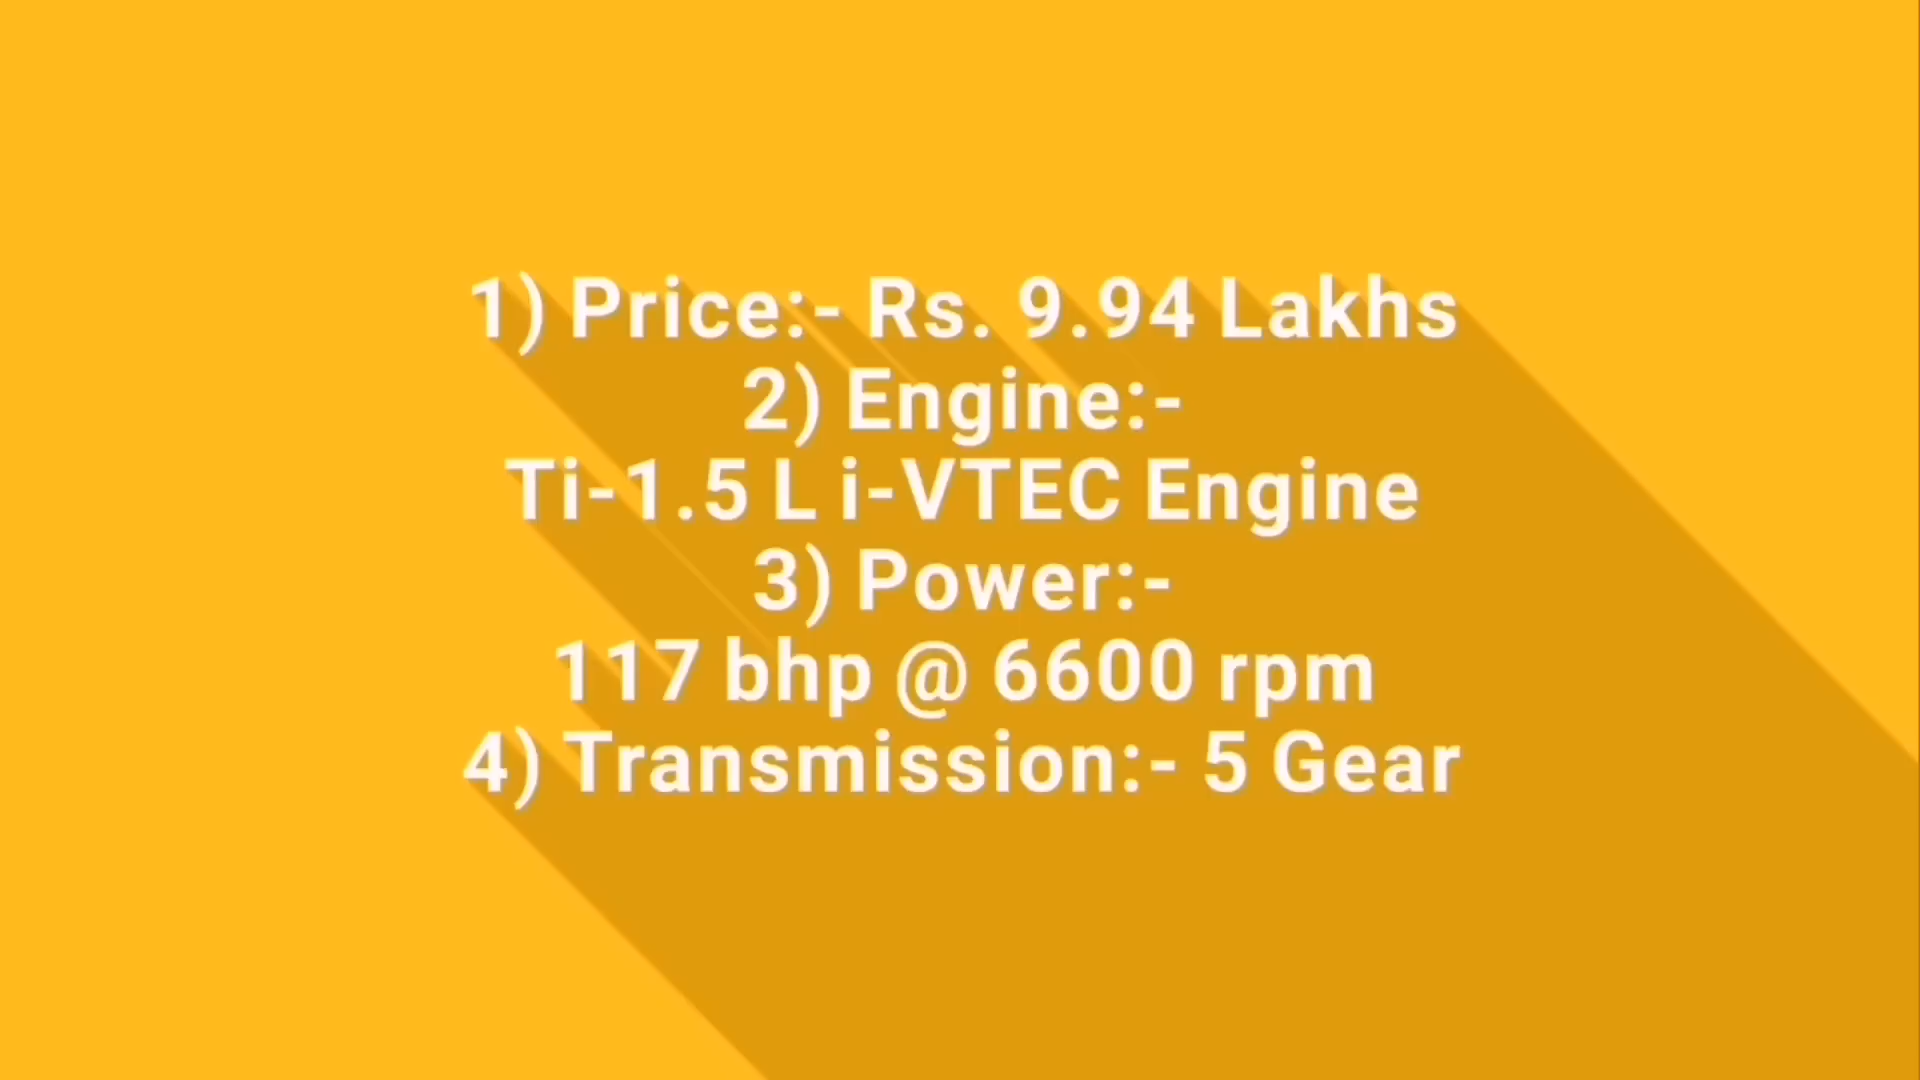 1) Price:- Rs. 9.94 Lakhs
2) Engine:-
Ti-1.5 L i-VTEC Engine
3) Power:-
117 bhp @ 6600 rpm
4) Transmission:- 5 Gear